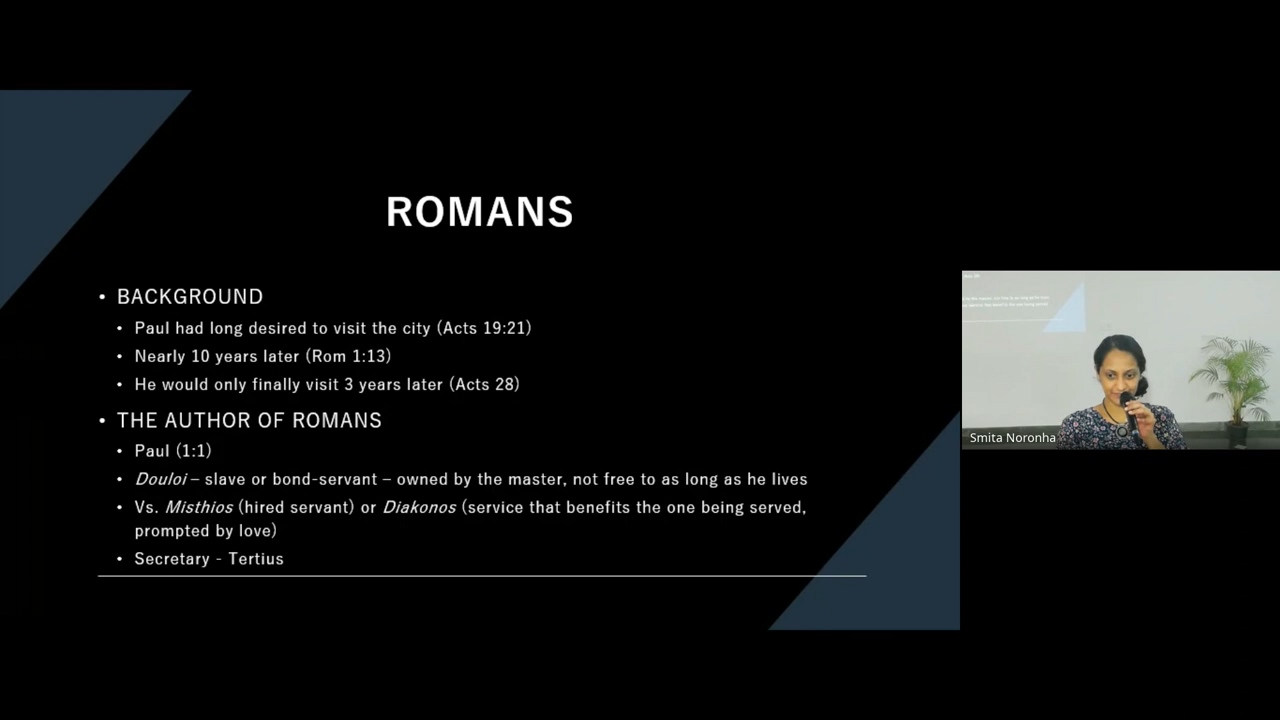 ROMANS
• BACKGROUND
• Paul had long desired to visit the city (Acts 19:21)
• Nearly 10 years later (Rom 1:13)
• He would only finally visit 3 years later (Acts 28)
• THE AUTHOR OF ROMANS
• Paul (1:1)
• Douloi – slave or bond-servant – owned by the master, not free to as long as he lives
• Vs. Misthios (hired servant) or Diakonos (service that benefits the one being served,
prompted by love)
• Secretary - Tertius
Smita Noronha